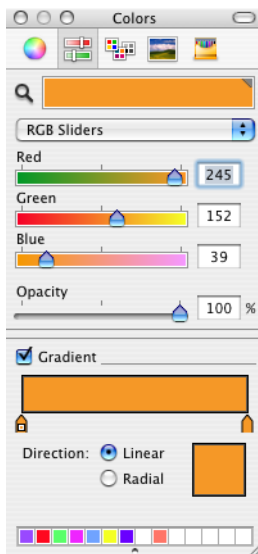 Colors
RGB Sliders
Red
245
Green
152
Blue
39
Opacity
100 %
Gradient
Direction: Linear
Radial